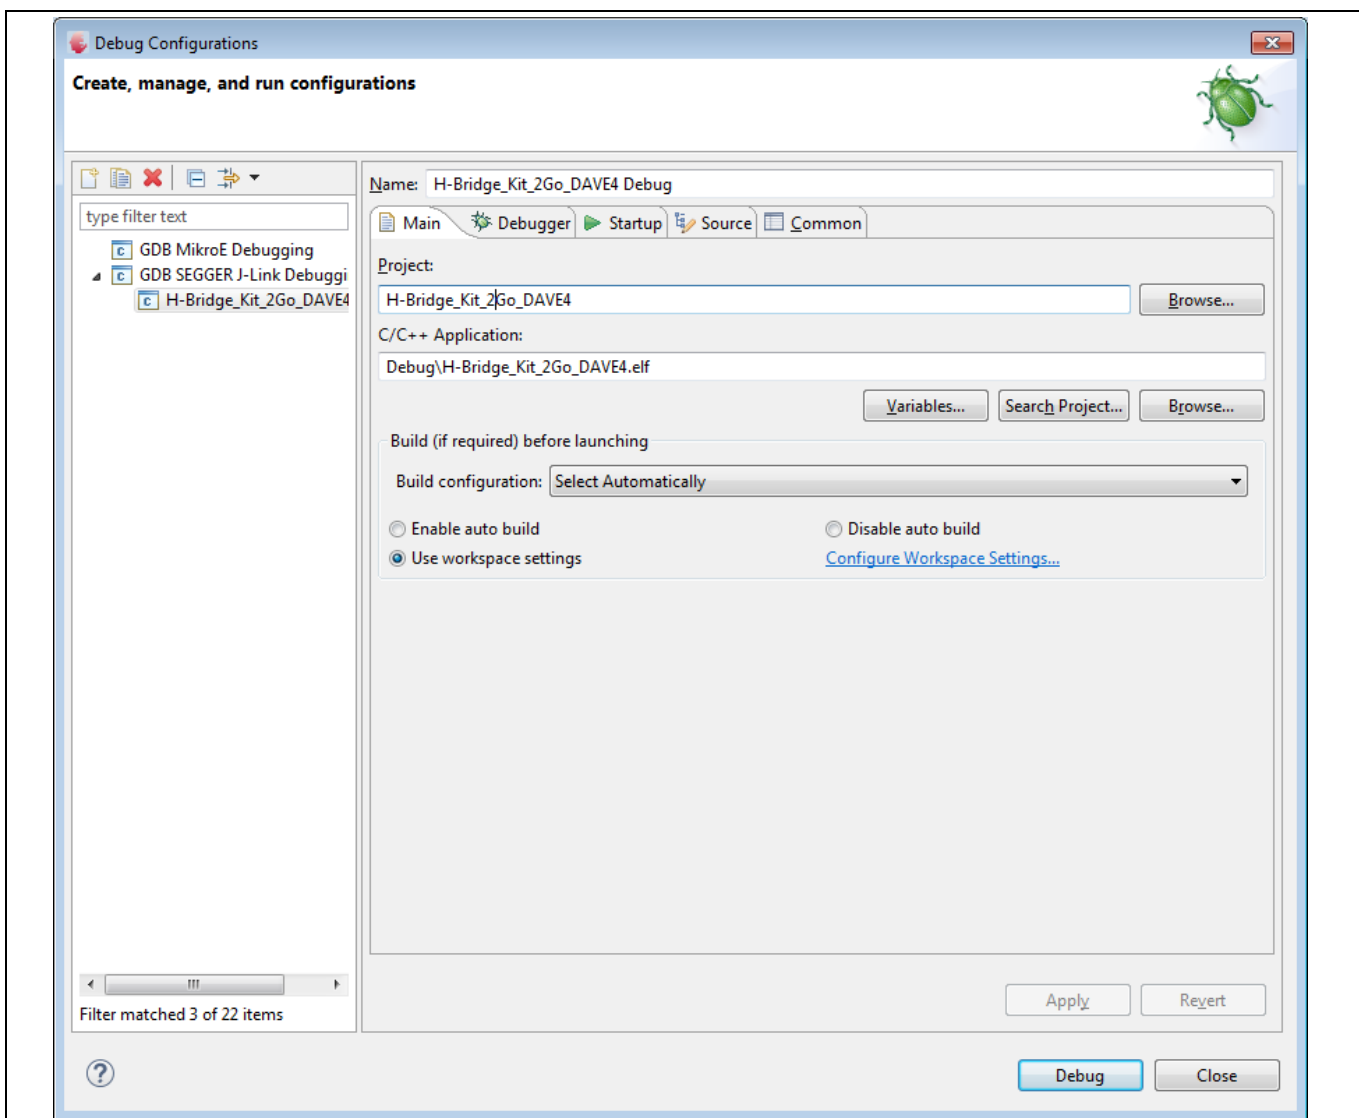 Debug Configurations
Create, manage, and run configurations
type filter text
GDB MikroE Debugging
GDB SEGGER J-Link Debuggi
H-Bridge_Kit_2Go_DAVE4
Filter matched 3 of 22 items
Name: H-Bridge_Kit_2Go_DAVE4 Debug
Main Debugger Startup Source Common
Project:
H-Bridge_Kit_2Go_DAVE4 Browse...
C/C++ Application:
Debug\H-Bridge_Kit_2Go_DAVE4.elf
Variables... Search Project... Browse...
Build (if required) before launching
Build configuration: Select Automatically
Enable auto build Disable auto build
Use workspace settings Configure Workspace Settings...
Apply Revert
Debug Close